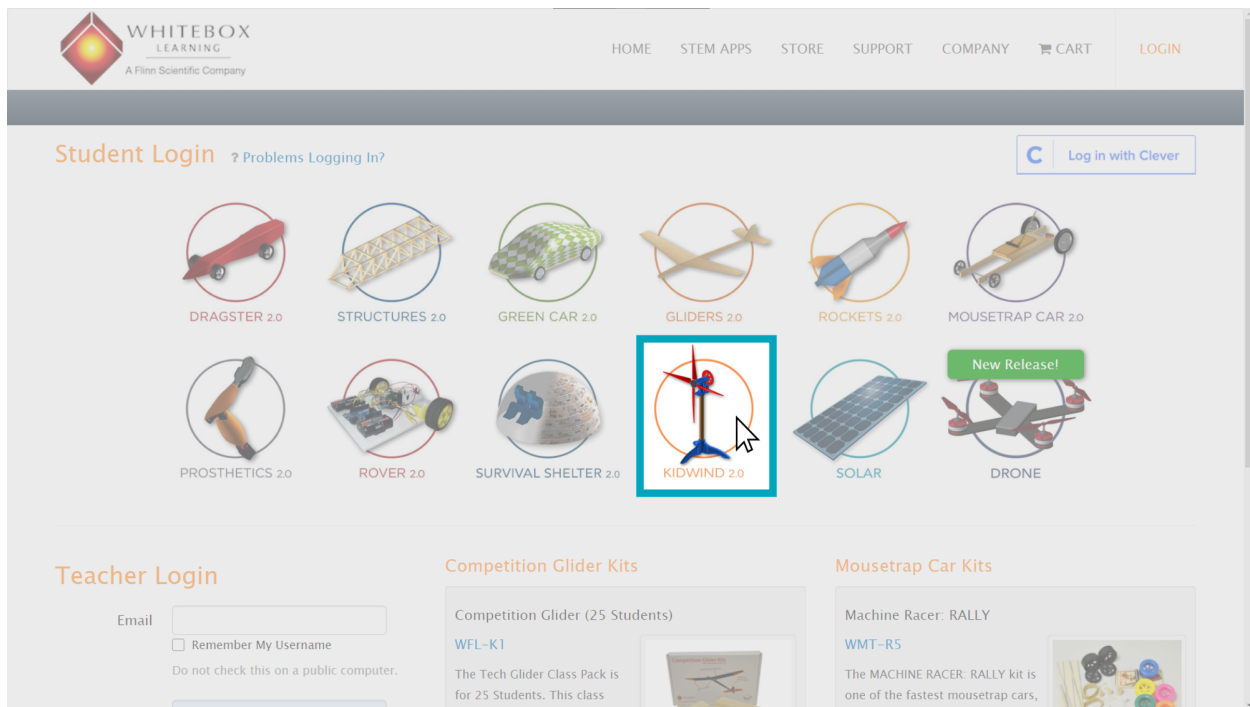 WHITEBOX
LEARNING
A Flinn Scientific Company
HOME STEM APPS STORE SUPPORT COMPANY CART LOGIN
Student Login ? Problems Logging In?
C Log in with Clever
DRAGSTER 2.0 STRUCTURES 2.0 GREEN CAR 2.0 GLIDERS 2.0 ROCKETS 2.0 MOUSETRAP CAR 2.0
New Release!
PROSTHETICS 2.0 ROVER 2.0 SURVIVAL SHELTER 2.0 KIDWIND 2.0 SOLAR DRONE
Teacher Login
Email
Remember My Username
Do not check this on a public computer.
Competition Glider Kits
Competition Glider (25 Students)
WFL-K1
The Tech Glider Class Pack is
for 25 Students. This class
Mousetrap Car Kits
Machine Racer: RALLY
WMT-R5
The MACHINE RACER: RALLY kit is
one of the fastest mousetrap cars,